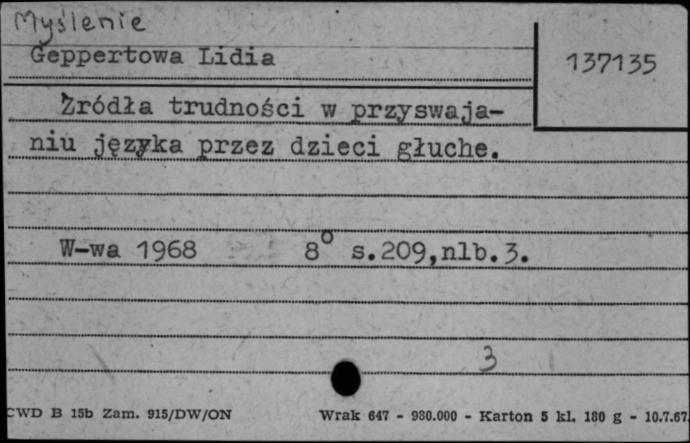 Myślenie
Geppertowa Lidia
137135
Źródła trudności w przyswaja-
niu języka przez dzieci głuche.
W-wa 1968 8° s.209,nlb.3.
3
CWD B 15b Zam. 915/DW/ON Wrak 647 - 980.000 - Karton 5 kl. 180 g - 10.7.67